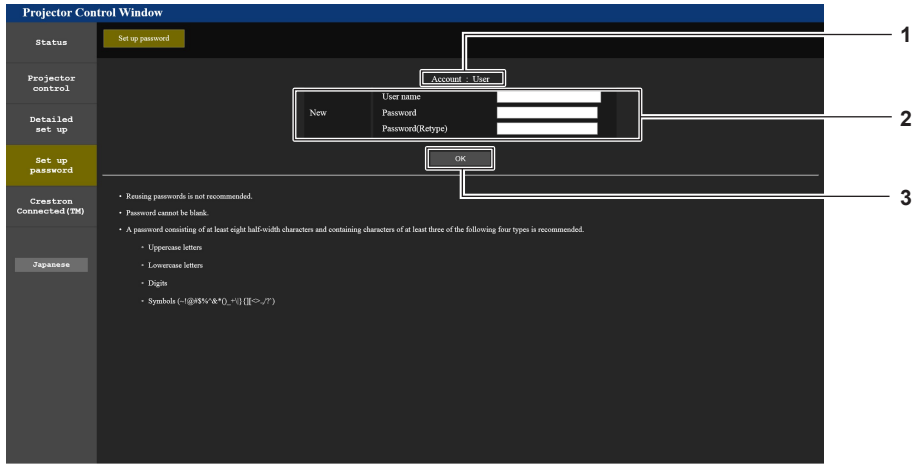 Projector Control Window
Status
Projector
control
Detailed
set up
Set up
password
Crestron
Connected(TM)
Japanese
Set up password
Account : User
New
User name
Password
Password(Retype)
OK
• Reusing passwords is not recommended.
• Password cannot be blank.
• A password consisting of at least eight half-width characters and containing characters of at least three of the following four types is recommended.
• Uppercase letters
• Lowercase letters
• Digits
• Symbols (~!@#$%^&*()_+\|}{][<>.,/?`)
1
2
3